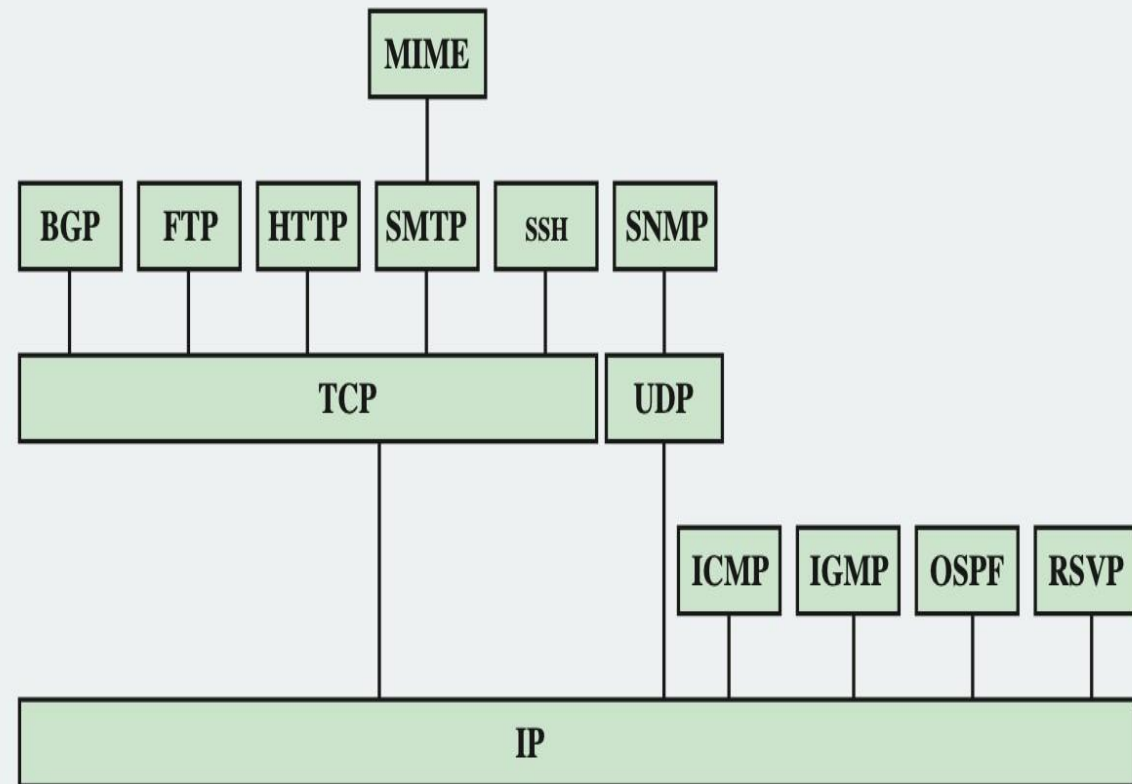 MIME
BGP FTP HTTP SMTP SSH SNMP
TCP UDP
ICMP IGMP OSPF RSVP
IP